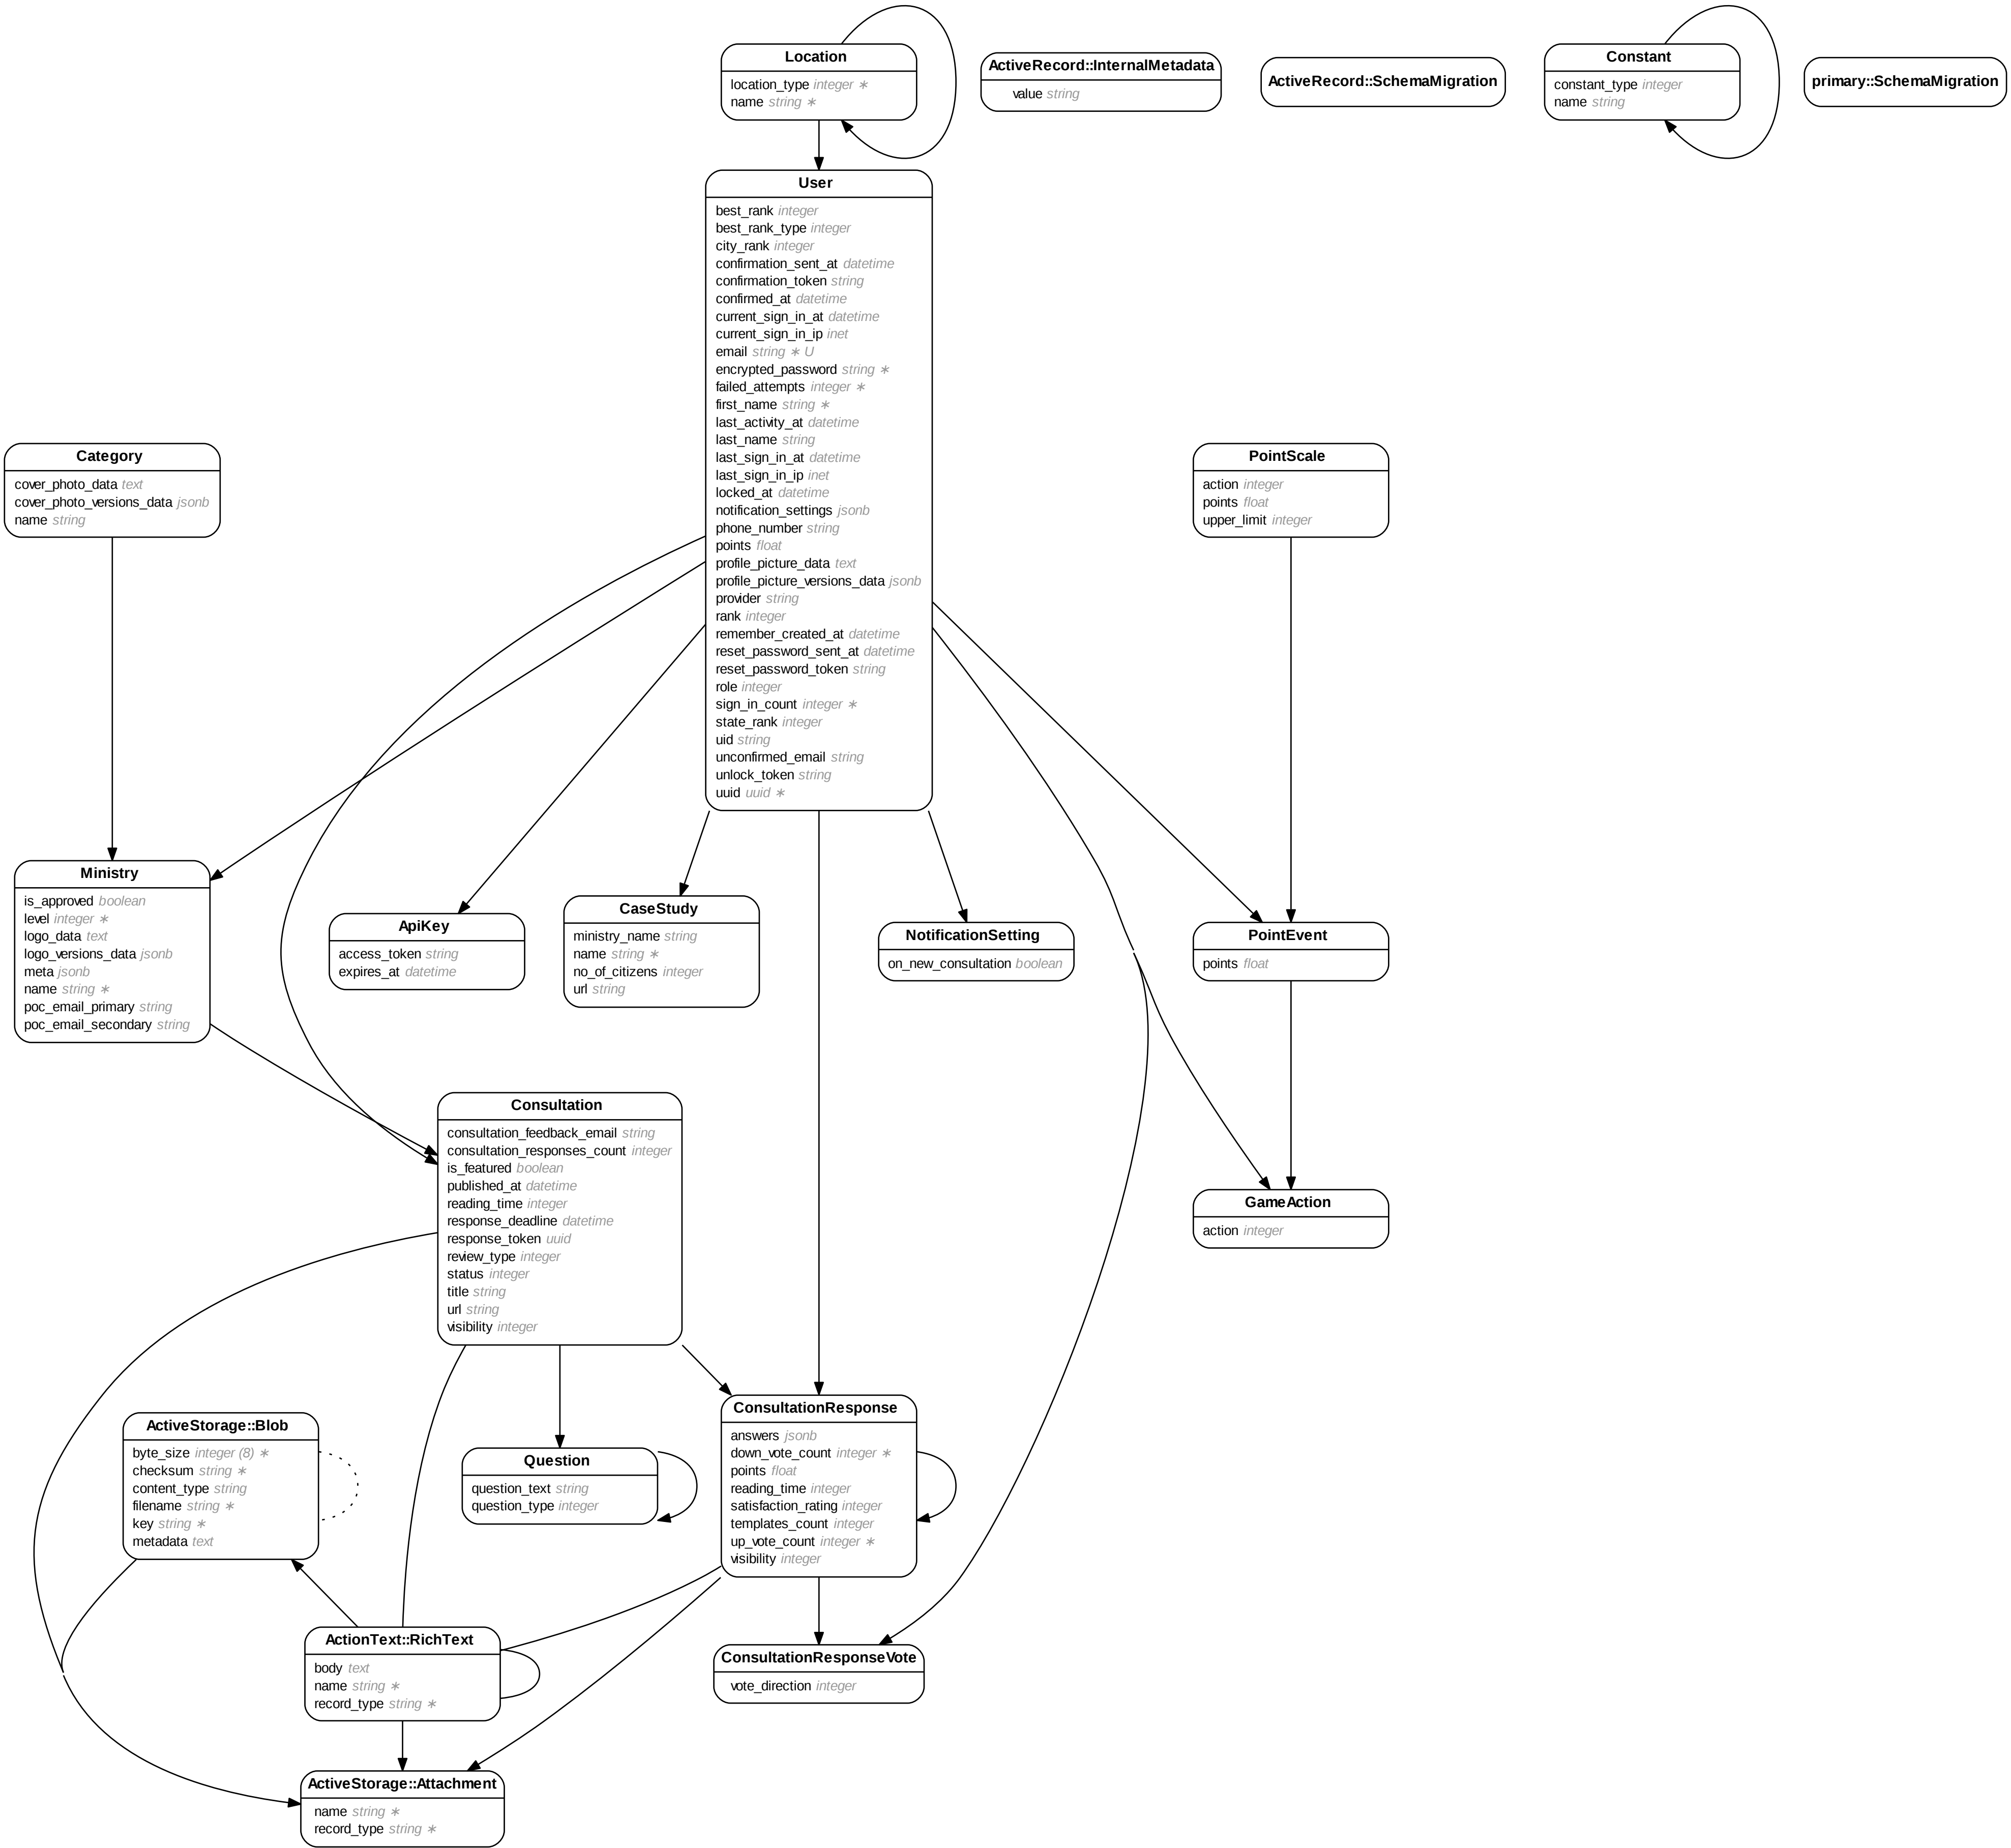 Location
location_type integer ∗
name string ∗
ActiveRecord::InternalMetadata
value string
ActiveRecord::SchemaMigration
Constant
constant_type integer
name string
primary::SchemaMigration
User
best_rank integer
best_rank_type integer
city_rank integer
confirmation_sent_at datetime
confirmation_token string
confirmed_at datetime
current_sign_in_at datetime
current_sign_in_ip inet
email string ∗ U
encrypted_password string ∗
failed_attempts integer ∗
first_name string ∗
last_activity_at datetime
last_name string
last_sign_in_at datetime
last_sign_in_ip inet
locked_at datetime
notification_settings jsonb
phone_number string
points float
profile_picture_data text
profile_picture_versions_data jsonb
provider string
rank integer
remember_created_at datetime
reset_password_sent_at datetime
reset_password_token string
role integer
sign_in_count integer ∗
state_rank integer
uid string
unconfirmed_email string
unlock_token string
uuid uuid ∗
Category
cover_photo_data text
cover_photo_versions_data jsonb
name string
PointScale
action integer
points float
upper_limit integer
Ministry
is_approved boolean
level integer ∗
logo_data text
logo_versions_data jsonb
meta jsonb
name string ∗
poc_email_primary string
poc_email_secondary string
ApiKey
access_token string
expires_at datetime
CaseStudy
ministry_name string
name string ∗
no_of_citizens integer
url string
NotificationSetting
on_new_consultation boolean
PointEvent
points float
Consultation
consultation_feedback_email string
consultation_responses_count integer
is_featured boolean
published_at datetime
reading_time integer
response_deadline datetime
response_token uuid
review_type integer
status integer
title string
url string
visibility integer
GameAction
action integer
ActiveStorage::Blob
byte_size integer (8) ∗
checksum string ∗
content_type string
filename string ∗
key string ∗
metadata text
Question
question_text string
question_type integer
ConsultationResponse
answers jsonb
down_vote_count integer ∗
points float
reading_time integer
satisfaction_rating integer
templates_count integer
up_vote_count integer ∗
visibility integer
ActionText::RichText
body text
name string ∗
record_type string ∗
ConsultationResponseVote
vote_direction integer
ActiveStorage::Attachment
name string ∗
record_type string ∗